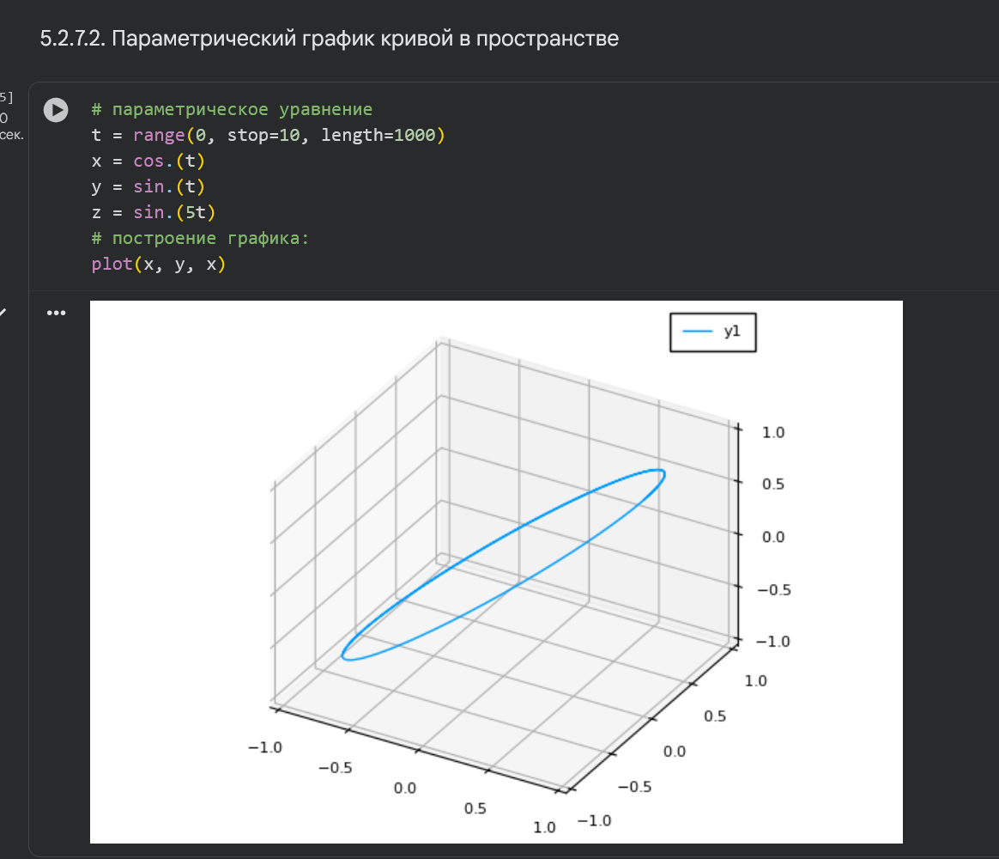 5.2.7.2. Параметрический график кривой в пространстве
5]
0
сек.
# параметрическое уравнение
t = range(0, stop=10, length=1000)
x = cos.(t)
y = sin.(t)
z = sin.(5t)
# построение графика:
plot(x, y, x)
y1
1.0
0.5
0.0
−0.5
−1.0
1.0
0.5
0.0
−0.5
−1.0
−1.0
−0.5
0.0
0.5
1.0